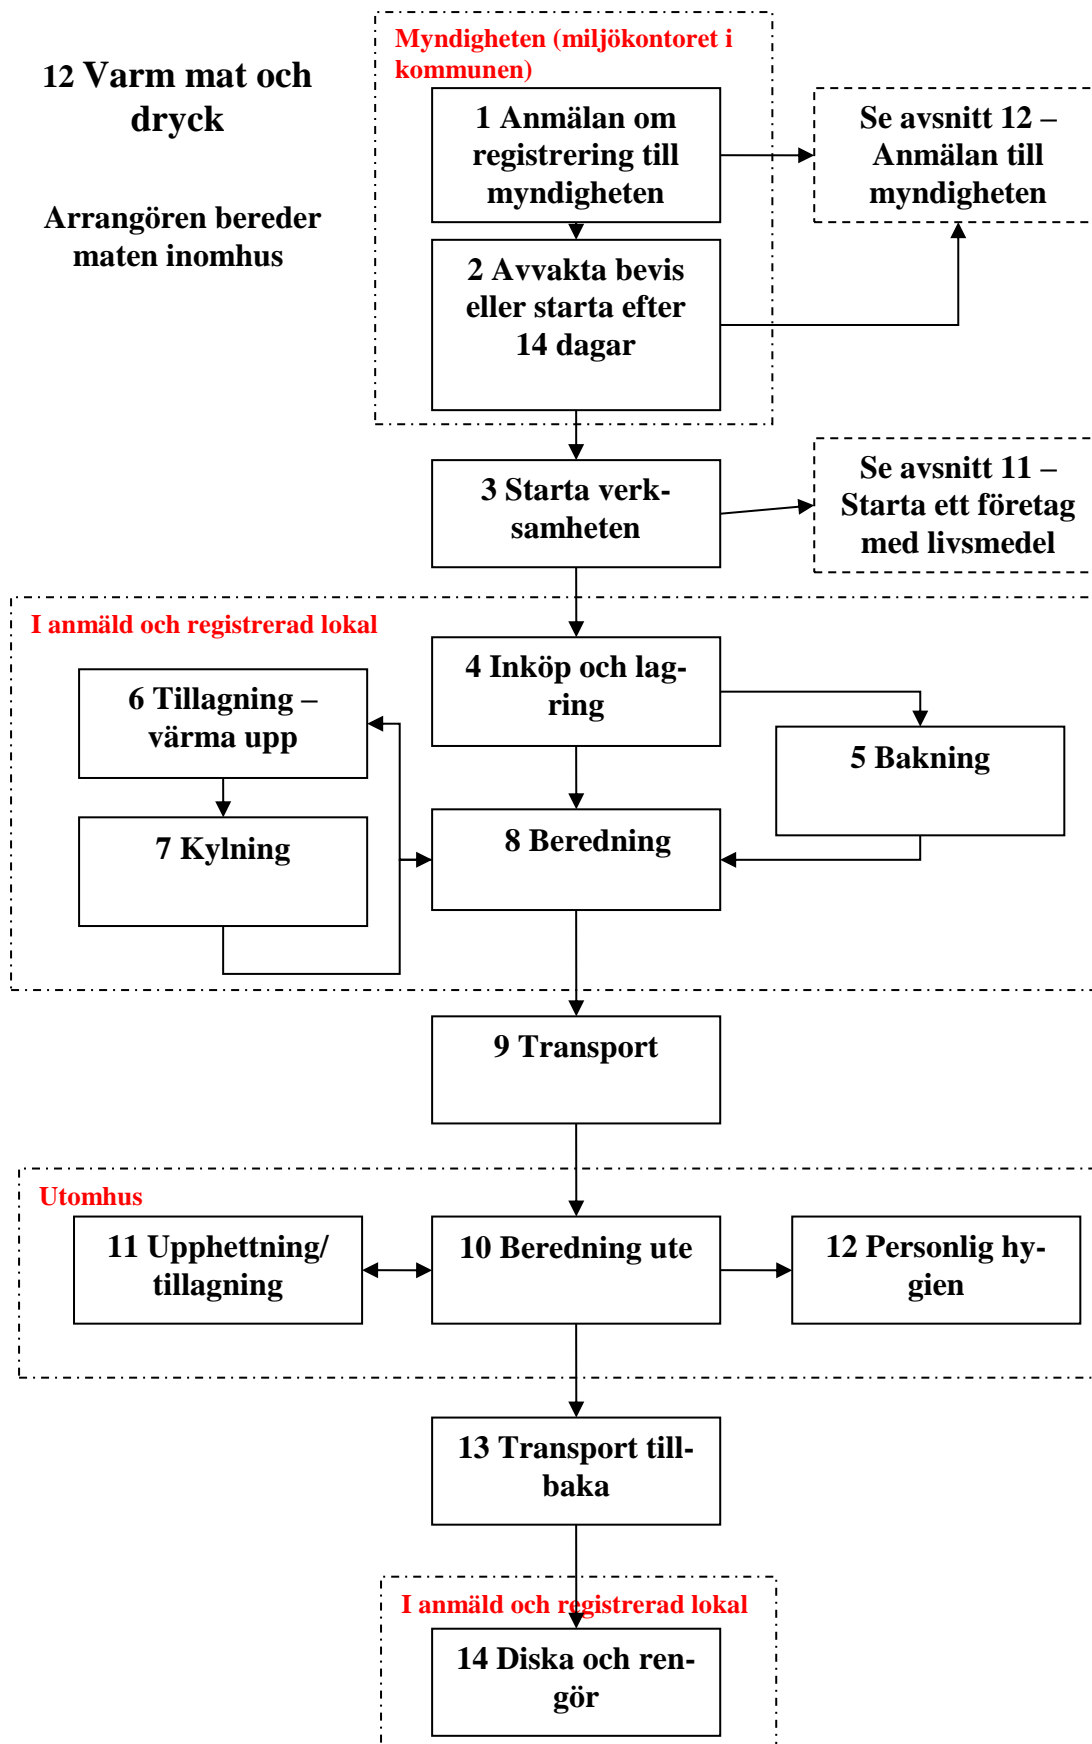 12 Varm mat och
dryck
Arrangören bereder
maten inomhus
Myndigheten (miljökontoret i
kommunen)
1 Anmälan om
registrering till
myndigheten
Se avsnitt 12 –
Anmälan till
myndigheten
2 Avvakta bevis
eller starta efter
14 dagar
3 Starta verk-
samheten
Se avsnitt 11 –
Starta ett företag
med livsmedel
I anmäld och registrerad lokal
4 Inköp och lag-
ring
6 Tillagning –
värma upp
5 Bakning
7 Kylning
8 Beredning
9 Transport
Utomhus
11 Upphettning/
tillagning
10 Beredning ute
12 Personlig hy-
gien
13 Transport till-
baka
I anmäld och registrerad lokal
14 Diska och ren-
gör